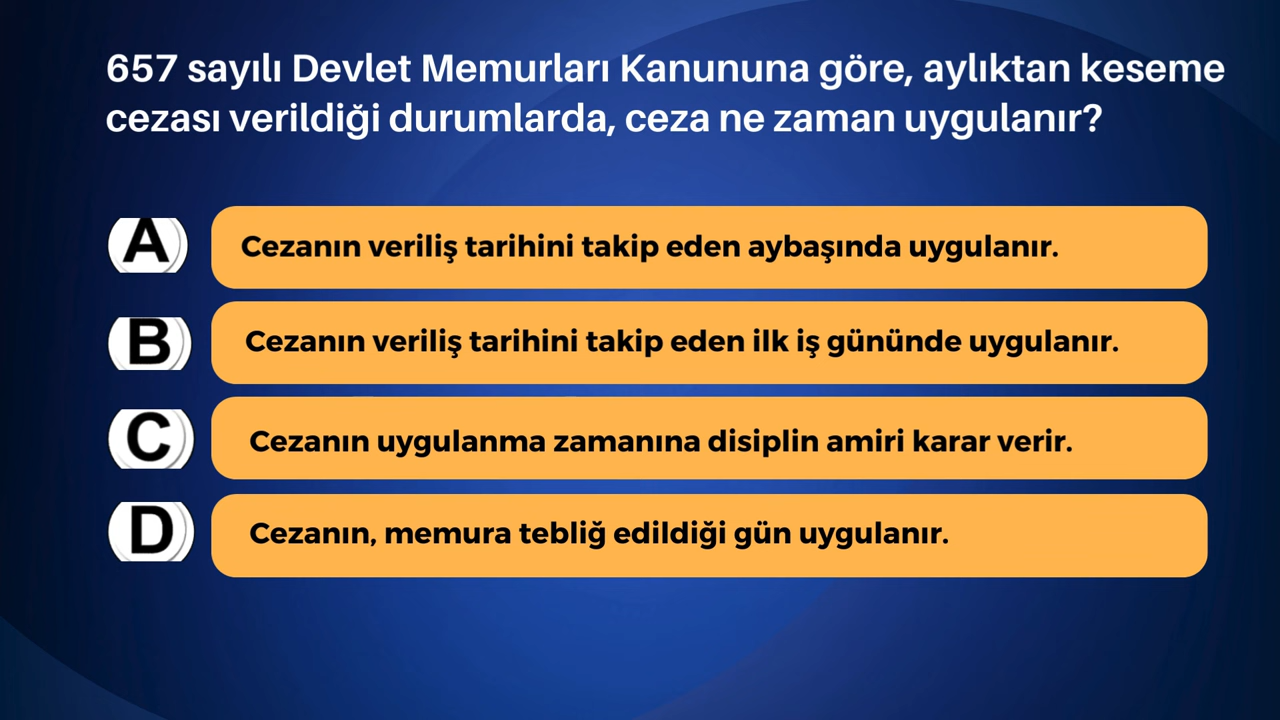 657 sayılı Devlet Memurları Kanununa göre, aylıktan keseme
cezası verildiği durumlarda, ceza ne zaman uygulanır?
A Cezanın veriliş tarihini takip eden aybaşında uygulanır.
B Cezanın veriliş tarihini takip eden ilk iş gününde uygulanır.
C Cezanın uygulanma zamanına disiplin amiri karar verir.
D Cezanın, memura tebliğ edildiği gün uygulanır.